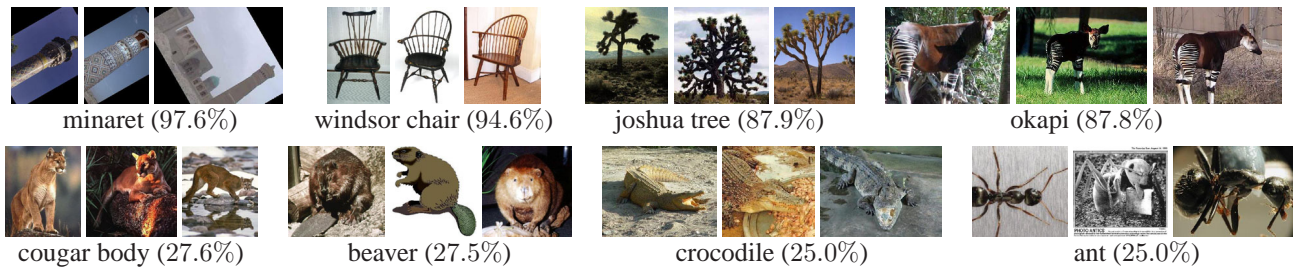 minaret (97.6%)
windsor chair (94.6%)
joshua tree (87.9%)
okapi (87.8%)
cougar body (27.6%)
beaver (27.5%)
crocodile (25.0%)
ant (25.0%)